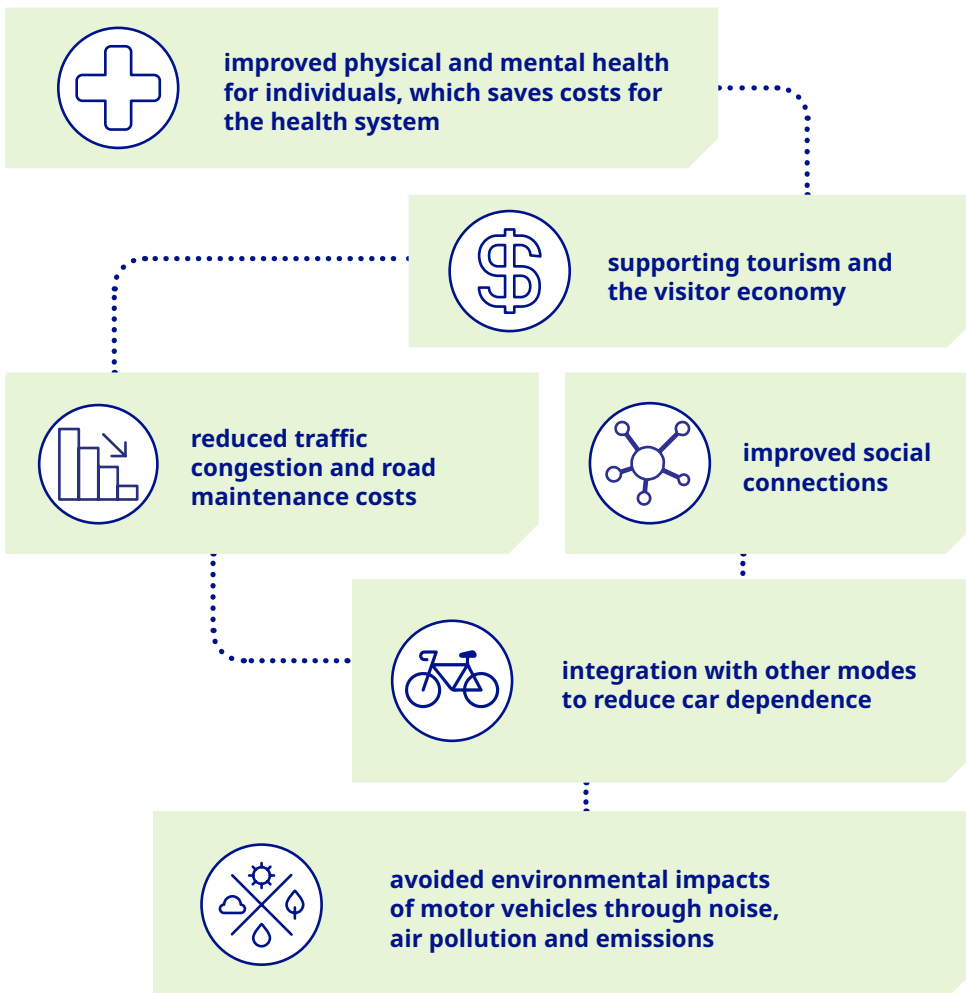 improved physical and mental health
for individuals, which saves costs for
the health system
supporting tourism and
the visitor economy
reduced traffic
congestion and road
maintenance costs
improved social
connections
integration with other modes
to reduce car dependence
avoided environmental impacts
of motor vehicles through noise,
air pollution and emissions